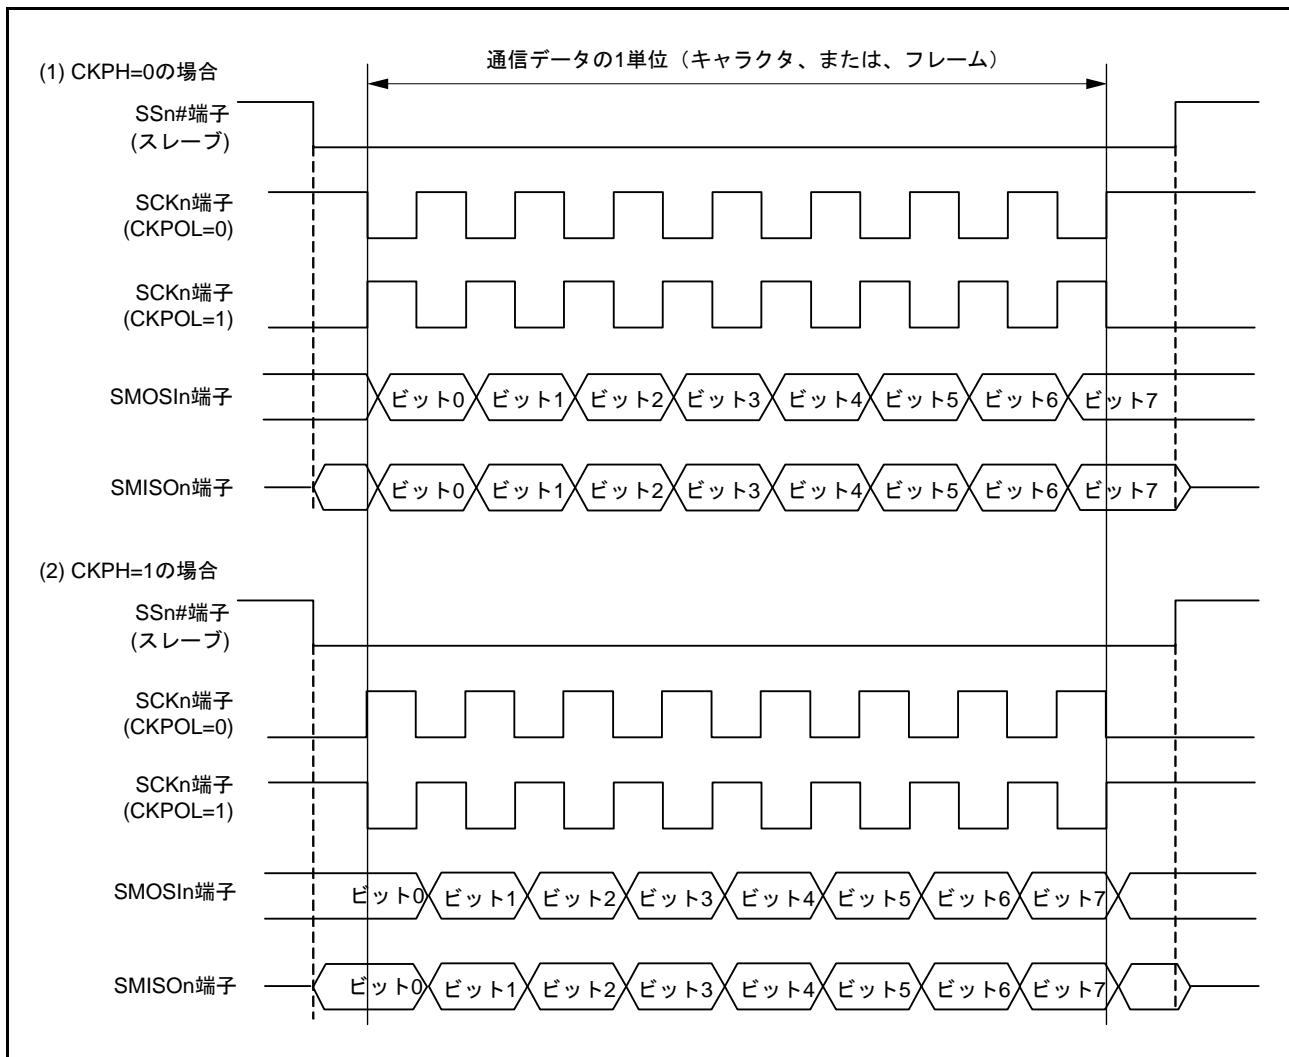 通信データの1単位（キャラクタ、または、フレーム）
(1) CKPH=0の場合
SSn#端子
(スレーブ)
SCKn端子
(CKPOL=0)
SCKn端子
(CKPOL=1)
SMOSIn端子
ビット0 ビット1 ビット2 ビット3 ビット4 ビット5 ビット6 ビット7
SMISOn端子
ビット0 ビット1 ビット2 ビット3 ビット4 ビット5 ビット6 ビット7
(2) CKPH=1の場合
SSn#端子
(スレーブ)
SCKn端子
(CKPOL=0)
SCKn端子
(CKPOL=1)
SMOSIn端子
ビット0 ビット1 ビット2 ビット3 ビット4 ビット5 ビット6 ビット7
SMISOn端子
ビット0 ビット1 ビット2 ビット3 ビット4 ビット5 ビット6 ビット7